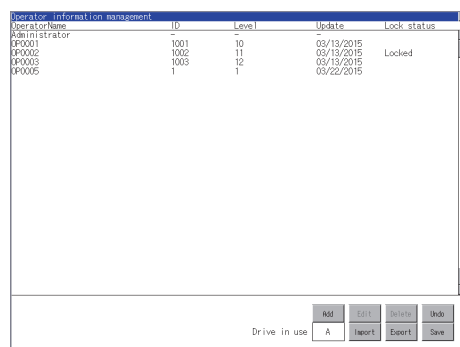 Operator information management
OperatorName ID Level Update Lock status
Administrator - - -
OP0001 1001 10 03/13/2015
OP0002 1002 11 03/13/2015 Locked
OP0003 1003 12 03/13/2015
OP0005 1 1 03/22/2015
Add Edit Delete Undo
Drive in use A Import Export Save